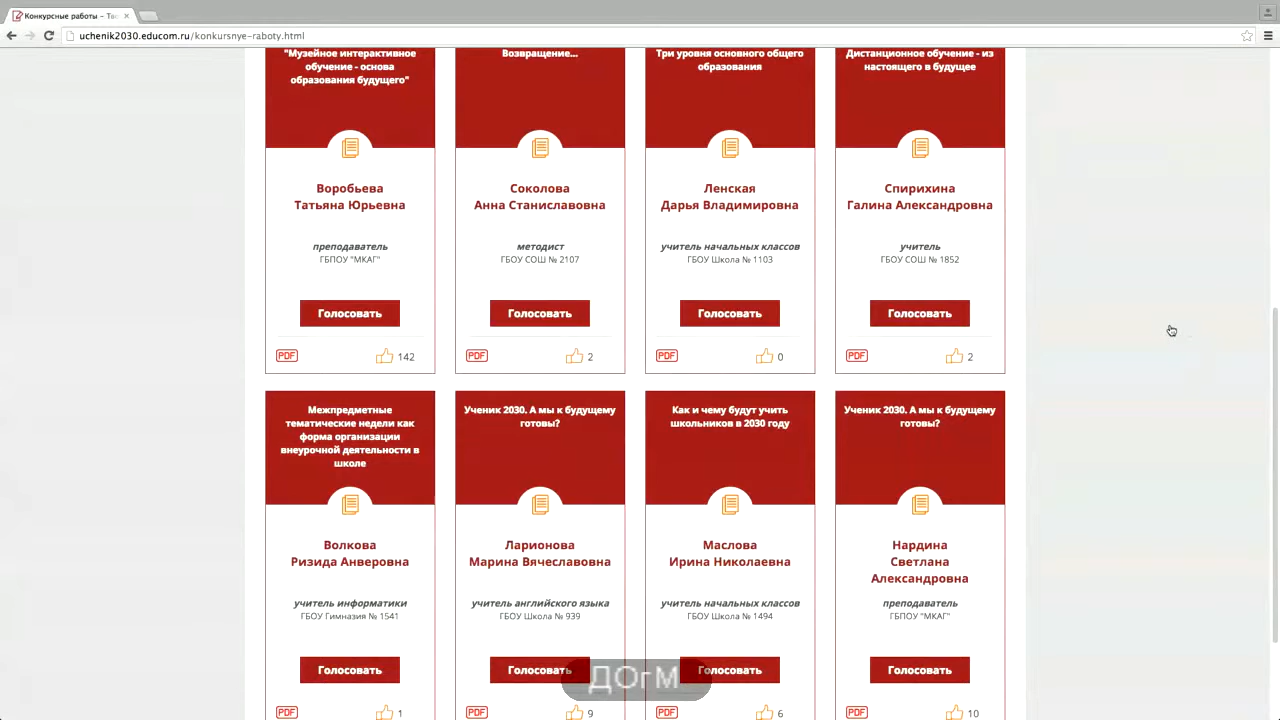 Конкурсные работы – Тво
uchenik2030.educom.ru/konkursnye-raboty.html
"Музейное интерактивное
обучение - основа
образования будущего"
Воробьева
Татьяна Юрьевна
преподаватель
ГБПОУ "МКАГ"
Голосовать
PDF
142
Возвращение...
Соколова
Анна Станиславовна
методист
ГБОУ СОШ № 2107
Голосовать
PDF
2
Три уровня основного общего
образования
Ленская
Дарья Владимировна
учитель начальных классов
ГБОУ Школа № 1103
Голосовать
PDF
0
Дистанционное обучение - из
настоящего в будущее
Спирихина
Галина Александровна
учитель
ГБОУ СОШ № 1852
Голосовать
PDF
2
Межпредметные
тематические недели как
форма организации
внеурочной деятельности в
школе
Волкова
Ризида Анверовна
учитель информатики
ГБОУ Гимназия № 1541
Голосовать
PDF
1
Ученик 2030. А мы к будущему
готовы?
Ларионова
Марина Вячеславовна
учитель английского языка
ГБОУ Школа № 939
Голосовать
PDF
9
Как и чему будут учить
школьников в 2030 году
Маслова
Ирина Николаевна
учитель начальных классов
ГБОУ Школа № 1494
Голосовать
PDF
6
Ученик 2030. А мы к будущему
готовы?
Нардина
Светлана
Александровна
преподаватель
ГБПОУ "МКАГ"
Голосовать
PDF
10
ДОгМ